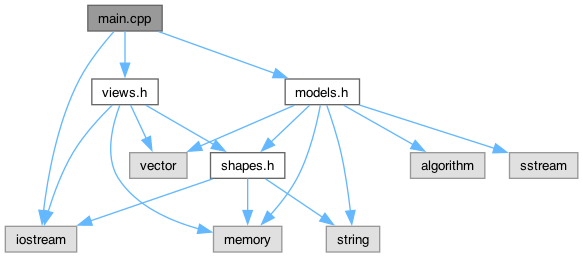 main.cpp
views.h
models.h
vector
shapes.h
algorithm
sstream
iostream
memory
string